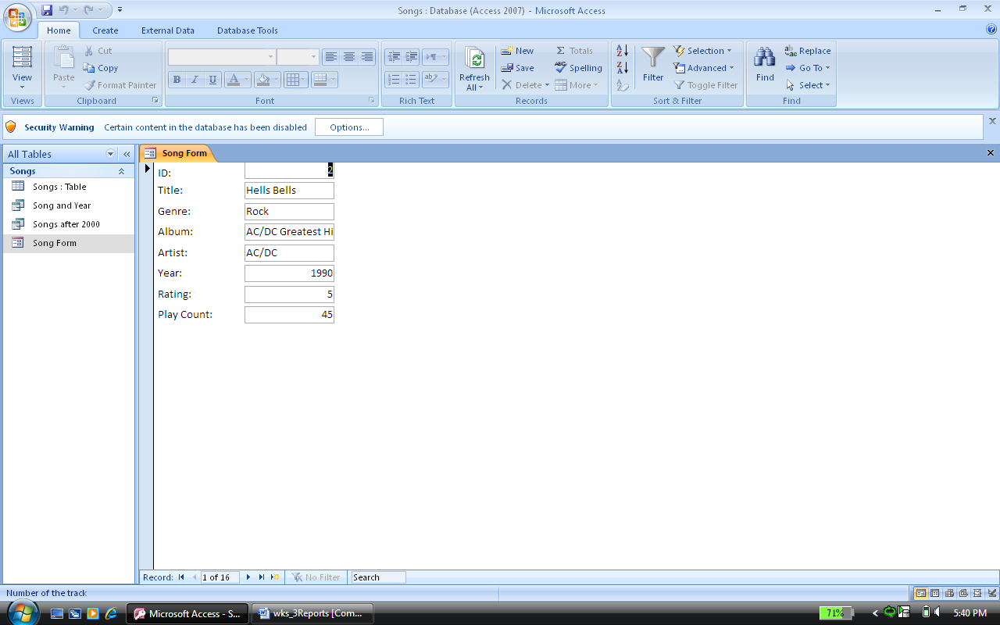 Songs : Database (Access 2007) - Microsoft Access
Home Create External Data Database Tools
View
Views
Paste
Cut
Copy
Format Painter
Clipboard
B I U A
Font
Rich Text
Refresh All
New
Save
Delete
Totals
Spelling
More
Records
Filter
Selection
Advanced
Toggle Filter
Sort & Filter
Find
Replace
Go To
Select
Find
Security Warning Certain content in the database has been disabled Options...
All Tables
Songs
Songs : Table
Song and Year
Songs after 2000
Song Form
Song Form
ID: 2
Title: Hells Bells
Genre: Rock
Album: AC/DC Greatest Hi
Artist: AC/DC
Year: 1990
Rating: 5
Play Count: 45
Record: 1 of 16 No Filter Search
Number of the track
Microsoft Access - S... wks 3Reports [Com... 71% 5:40 PM